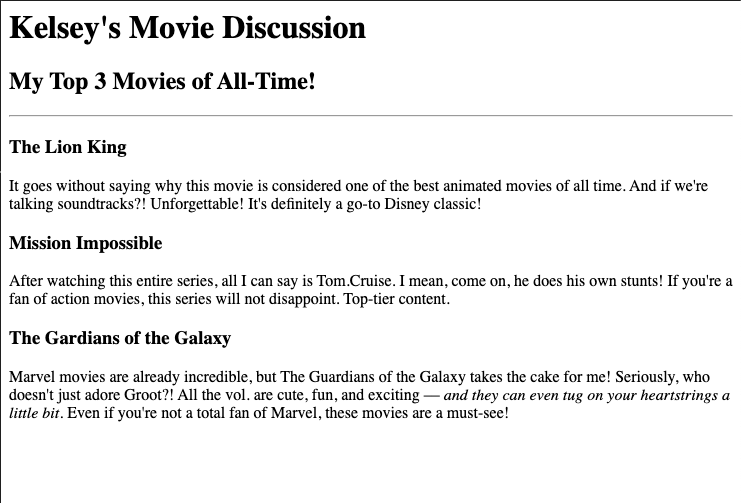 Kelsey's Movie Discussion
My Top 3 Movies of All-Time!
The Lion King
It goes without saying why this movie is considered one of the best animated movies of all time. And if we're
talking soundtracks?! Unforgettable! It's definitely a go-to Disney classic!
Mission Impossible
After watching this entire series, all I can say is Tom.Cruise. I mean, come on, he does his own stunts! If you're a
fan of action movies, this series will not disappoint. Top-tier content.
The Gardians of the Galaxy
Marvel movies are already incredible, but The Guardians of the Galaxy takes the cake for me! Seriously, who
doesn't just adore Groot?! All the vol. are cute, fun, and exciting — and they can even tug on your heartstrings a
little bit. Even if you're not a total fan of Marvel, these movies are a must-see!